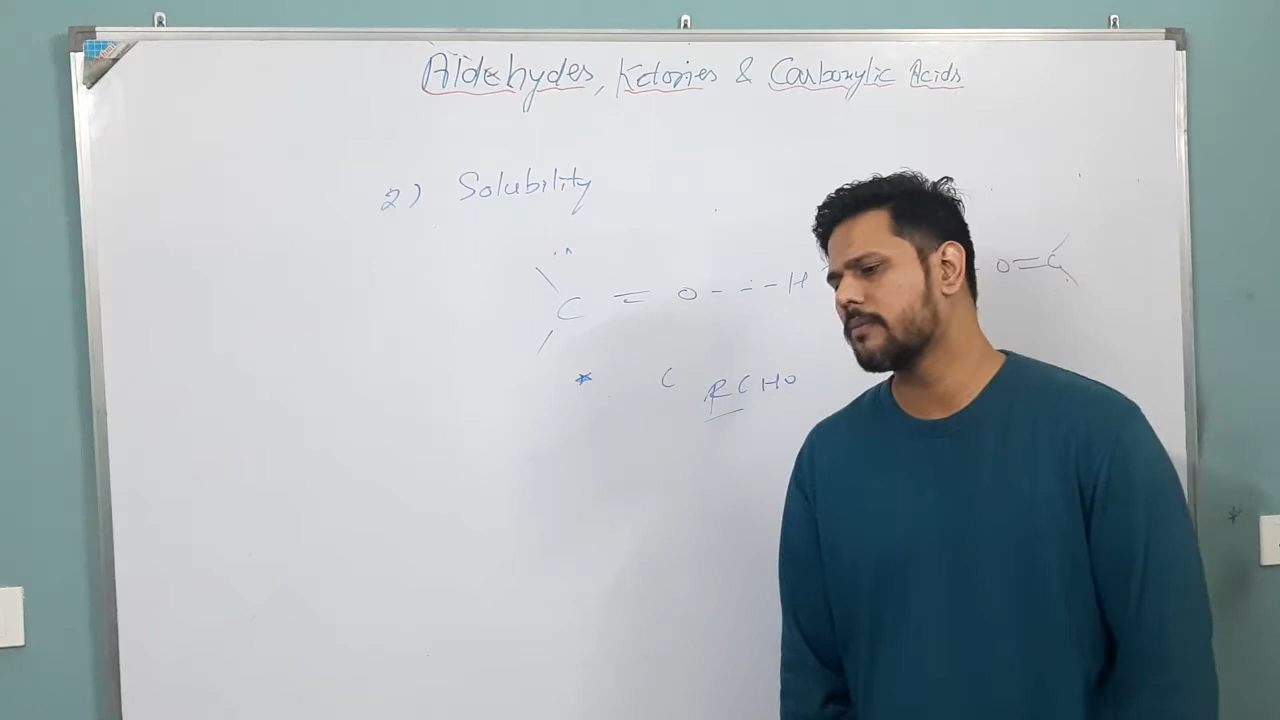 Aldehydes, Ketones & Carboxylic Acids
2) Solubility
C = O --- H O=C
* C RCHO